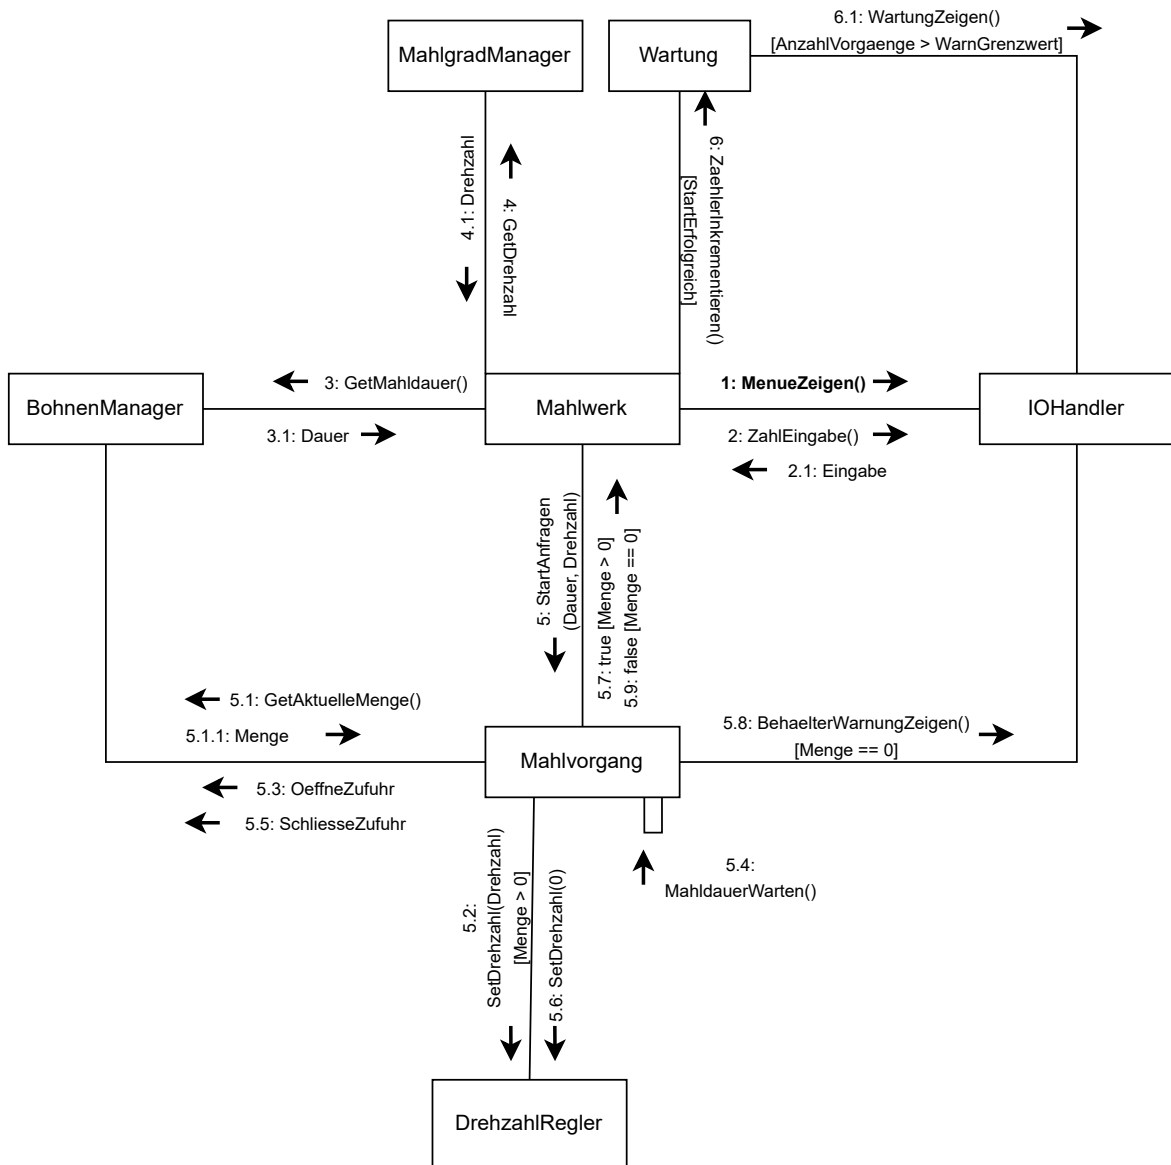 6.1: WartungZeigen()
[AnzahlVorgaenge > WarnGrenzwert]
MahlgradManager
Wartung
4.1: Drehzahl
4: GetDrehzahl
6: ZaehlerInkrementieren()
[StartErfolgreich]
3: GetMahldauer()
1: MenueZeigen()
BohnenManager
Mahlwerk
IOHandler
3.1: Dauer
2: ZahlEingabe()
2.1: Eingabe
5: StartAnfragen
(Dauer, Drehzahl)
5.7: true [Menge > 0]
5.9: false [Menge == 0]
5.1: GetAktuelleMenge()
5.1.1: Menge
Mahlvorgang
5.8: BehaelterWarnungZeigen()
[Menge == 0]
5.3: OeffneZufuhr
5.5: SchliesseZufuhr
5.4:
MahldauerWarten()
5.2:
SetDrehzahl(Drehzahl)
[Menge > 0]
5.6: SetDrehzahl(0)
DrehzahlRegler